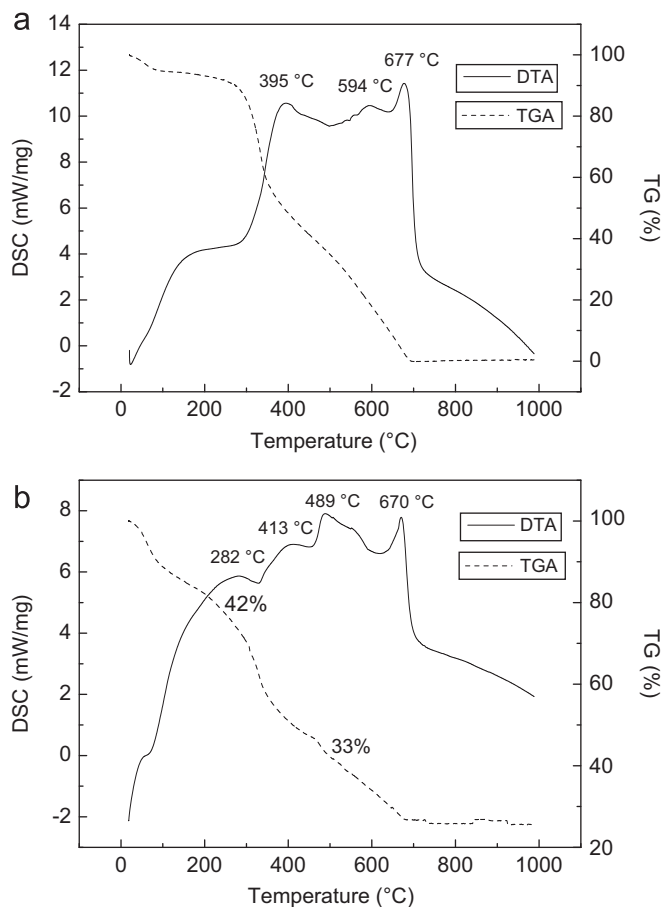 a
14
12
10
8
6
4
2
0
-2
DSC (mW/mg)
395 °C
594 °C
677 °C
DTA
TGA
100
80
60
40
20
0
TG (%)
0 200 400 600 800 1000
Temperature (°C)
b
8
6
4
2
0
-2
DSC (mW/mg)
282 °C
413 °C
489 °C
670 °C
42%
33%
DTA
TGA
100
80
60
40
20
TG (%)
0 200 400 600 800 1000
Temperature (°C)